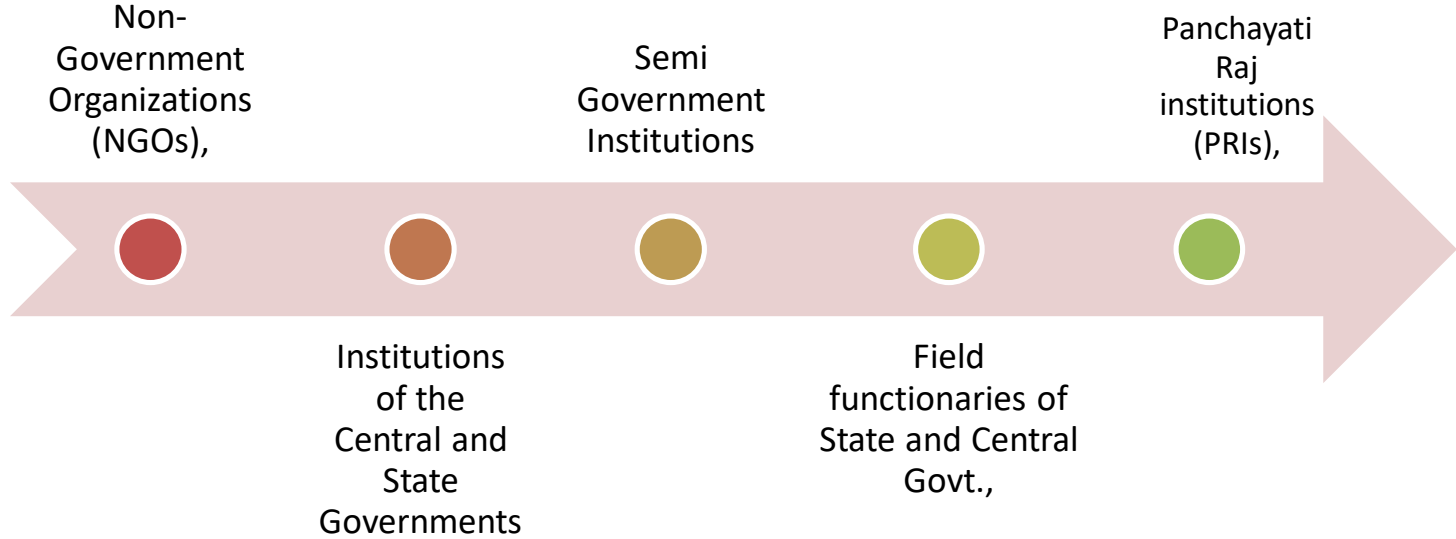 Non-
Government
Organizations
(NGOs),
Institutions
of the
Central and
State
Governments
Semi
Government
Institutions
Field
functionaries of
State and Central
Govt.,
Panchayati
Raj
institutions
(PRIs),